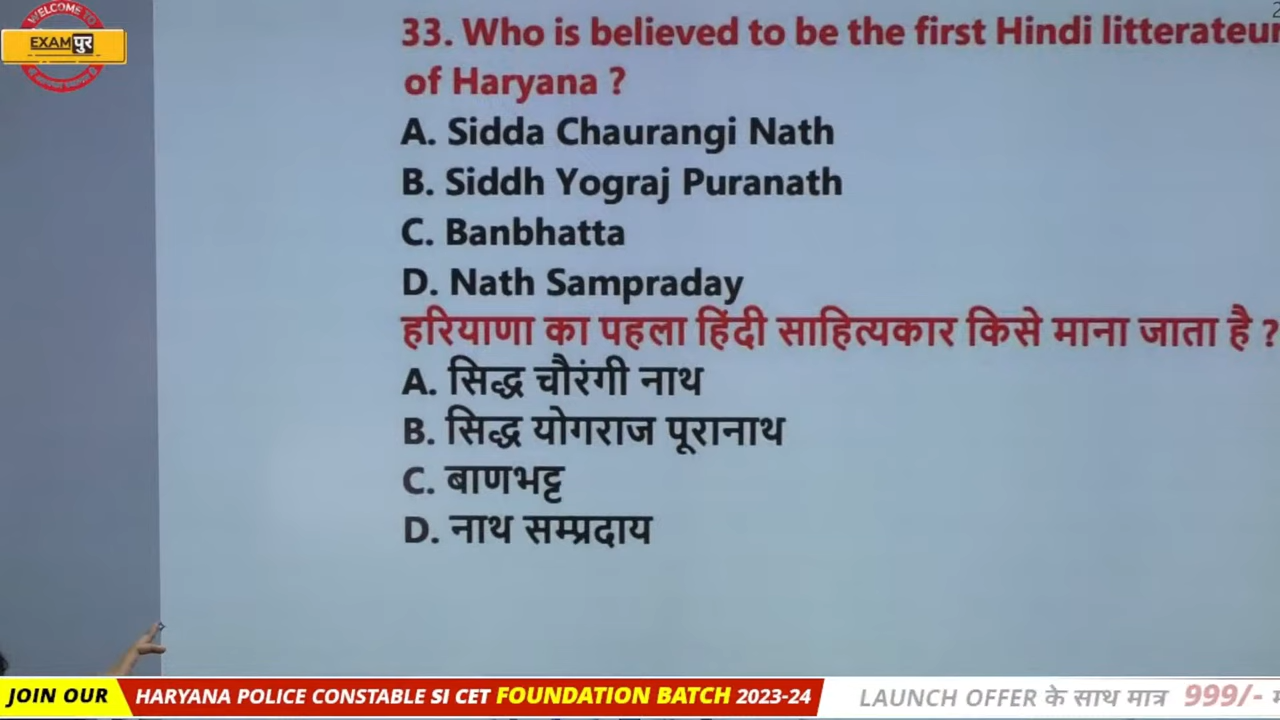 WELCOME TO
EXAMपुर
33. Who is believed to be the first Hindi litterateur
of Haryana ?
A. Sidda Chaurangi Nath
B. Siddh Yograj Puranath
C. Banbhatta
D. Nath Sampraday
हरियाणा का पहला हिंदी साहित्यकार किसे माना जाता है ?
A. सिद्ध चौरंगी नाथ
B. सिद्ध योगराज पूरानाथ
C. बाणभट्ट
D. नाथ सम्प्रदाय
JOIN OUR HARYANA POLICE CONSTABLE SI CET FOUNDATION BATCH 2023-24 LAUNCH OFFER के साथ मात्र 999/-